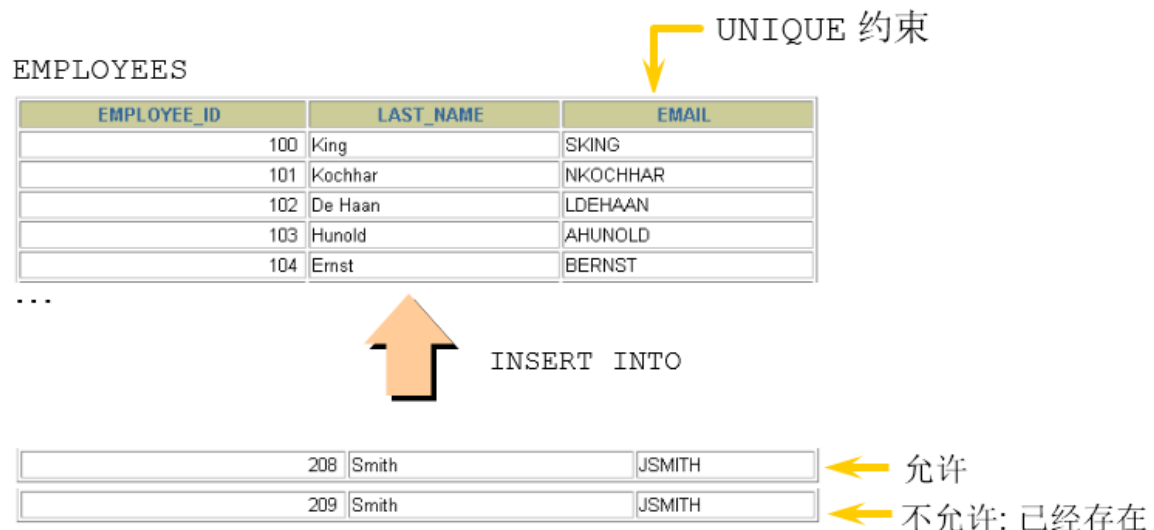 UNIQUE 约束
EMPLOYEES
EMPLOYEE_ID LAST_NAME EMAIL
100 King SKING
101 Kochhar NKOCHHAR
102 De Haan LDEHAAN
103 Hunold AHUNOLD
104 Ernst BERNST
...
INSERT INTO
208 Smith JSMITH 允许
209 Smith JSMITH 不允许: 已经存在